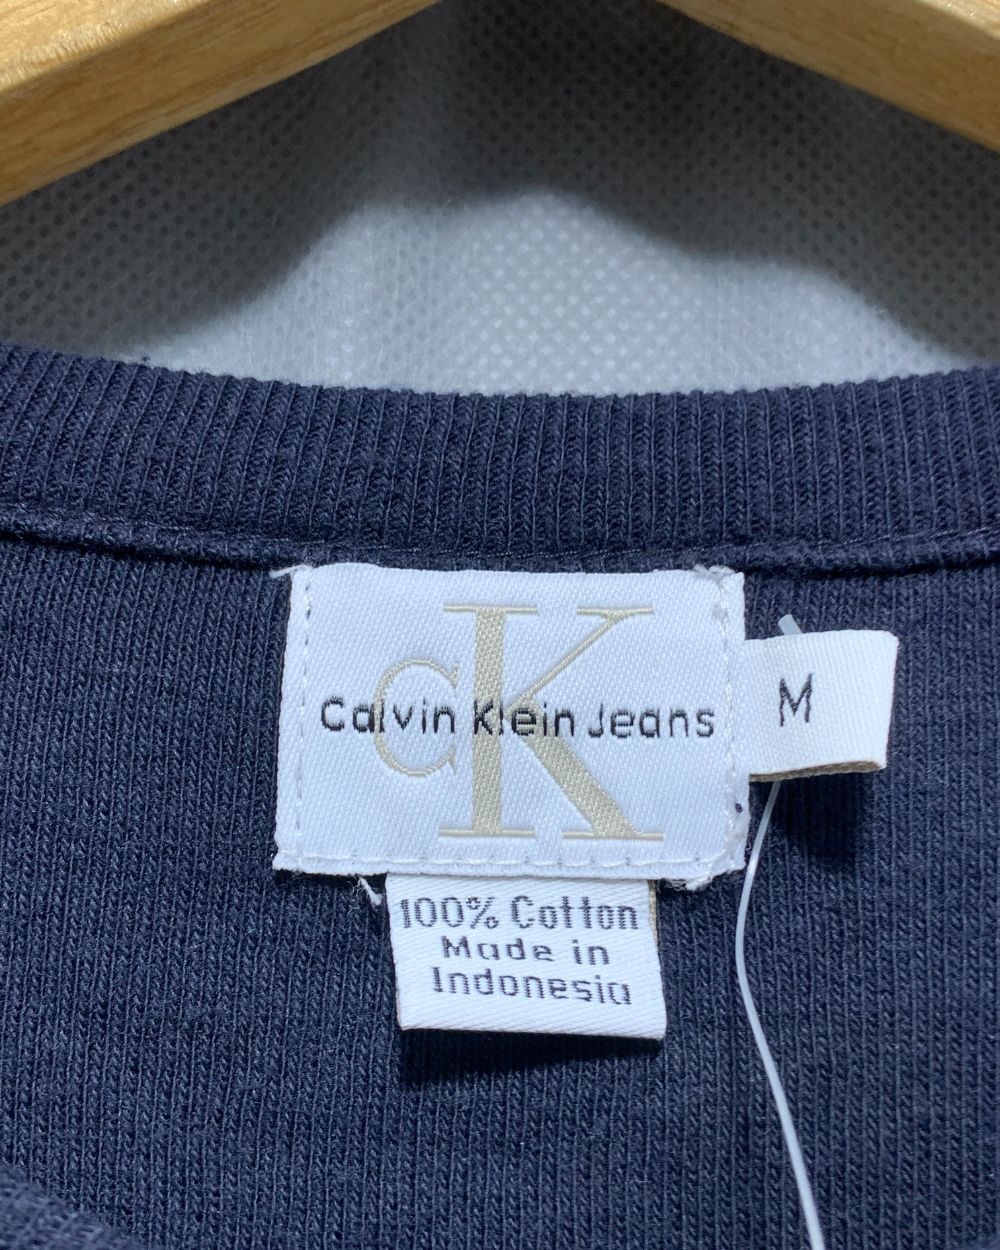 CK
Calvin Klein Jeans
M
100% Cotton
Made in
Indonesia